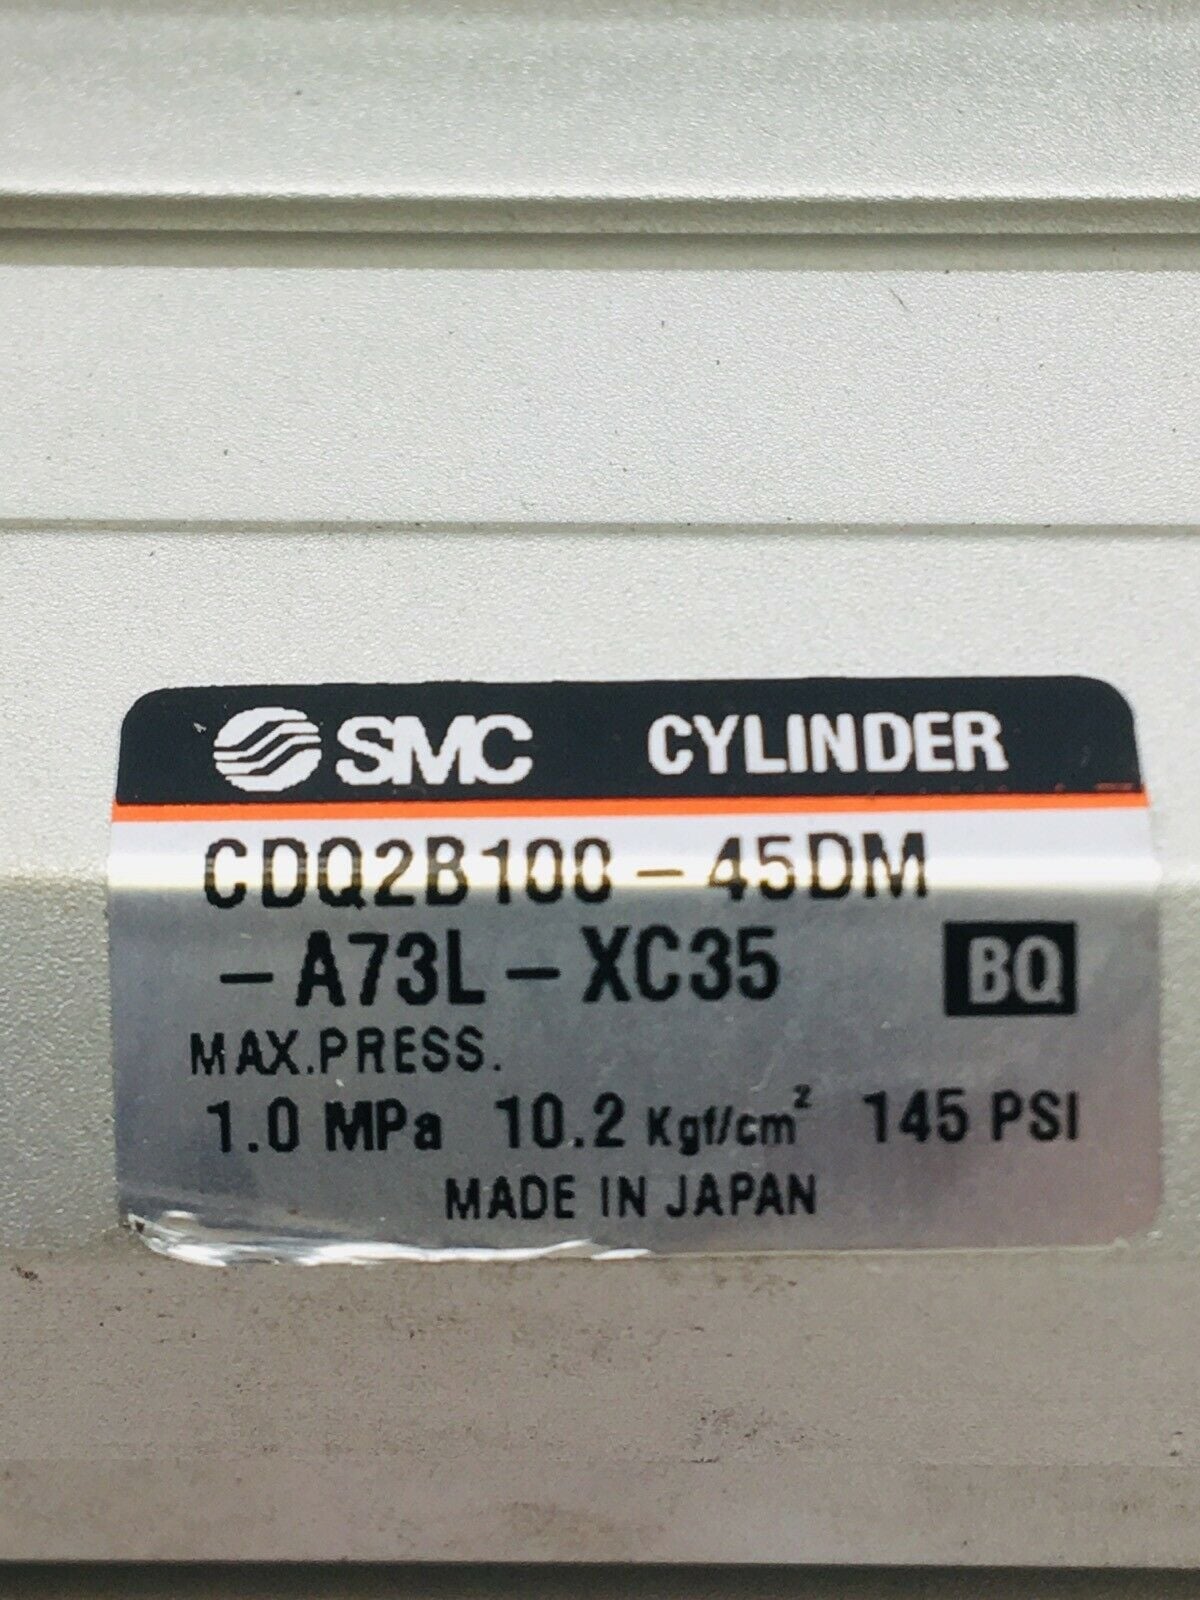 SMC CYLINDER
CDQ2B100-45DM
-A73L-XC35 BQ
MAX.PRESS.
1.0 MPa 10.2 Kgf/cm² 145 PSI
MADE IN JAPAN